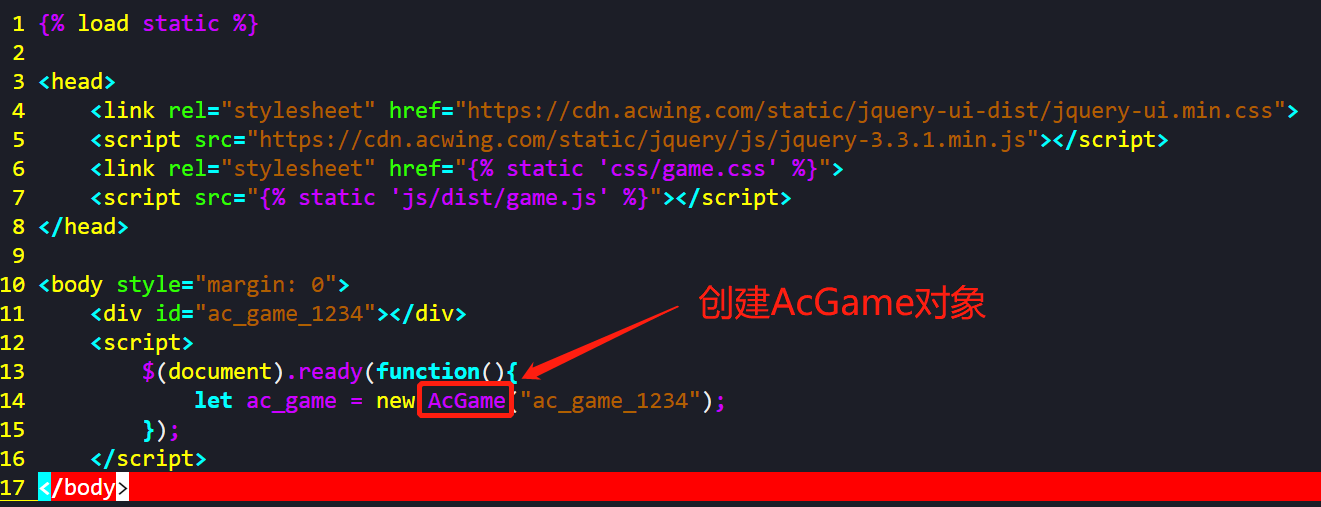 1 {% load static %}
2
3 <head>
4     <link rel="stylesheet" href="https://cdn.acwing.com/static/jquery-ui-dist/jquery-ui.min.css">
5     <script src="https://cdn.acwing.com/static/jquery/js/jquery-3.3.1.min.js"></script>
6     <link rel="stylesheet" href="{% static 'css/game.css' %}">
7     <script src="{% static 'js/dist/game.js' %}"></script>
8 </head>
9
10 <body style="margin: 0">
11     <div id="ac_game_1234"></div>
创建AcGame对象
12     <script>
13         $(document).ready(function(){
14             let ac_game = new AcGame("ac_game_1234");
15         });
16     </script>
17 </body>